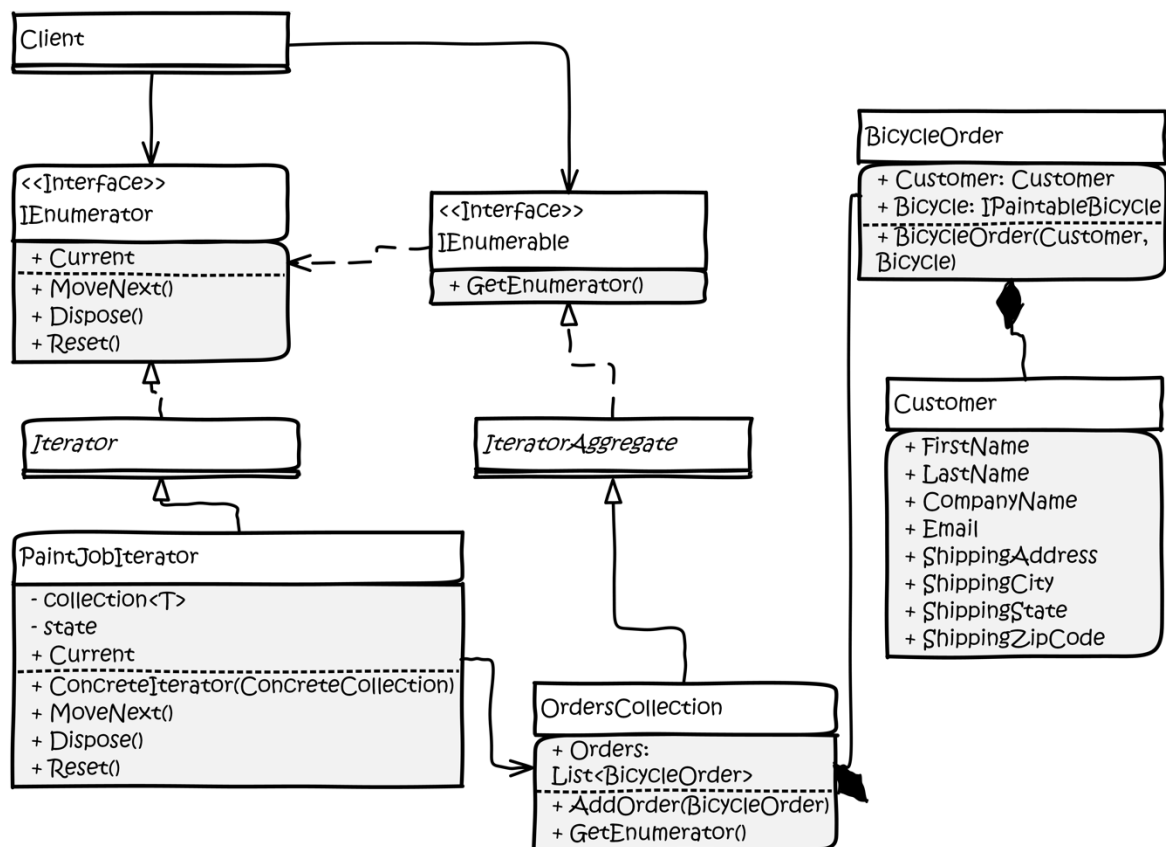 Client
<<Interface>>
IEnumerator
+ Current
+ MoveNext()
+ Dispose()
+ Reset()
<<Interface>>
IEnumerable
+ GetEnumerator()
BicycleOrder
+ Customer: Customer
+ Bicycle: IPaintableBicycle
+ BicycleOrder(Customer,
Bicycle)
Iterator
IteratorAggregate
Customer
+ FirstName
+ LastName
+ CompanyName
+ Email
+ ShippingAddress
+ ShippingCity
+ ShippingState
+ ShippingZipCode
PaintJobIterator
- collection<T>
- state
+ Current
+ ConcreteIterator(ConcreteCollection)
+ MoveNext()
+ Dispose()
+ Reset()
OrdersCollection
+ Orders:
List<BicycleOrder>
+ AddOrder(BicycleOrder)
+ GetEnumerator()